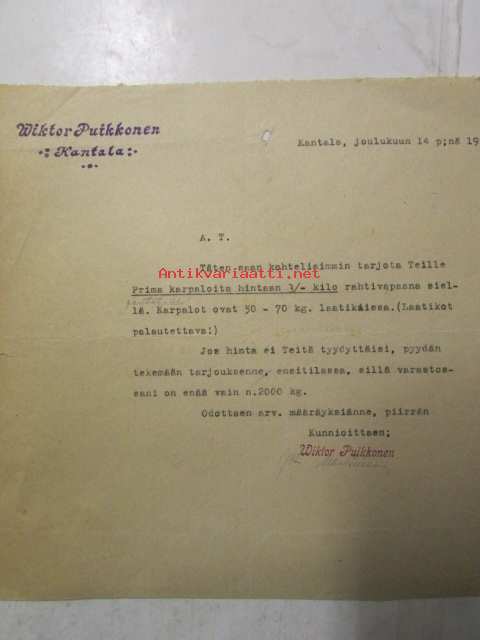 Wiktor Puikkonen
Kantala
Kantala, joulukuun 14 p;nä 19
A. T.
Täten saan kohteliaimmin tarjota Teille
Antikvariaatti.net
Prima karpaloita hintaan 3/- kilo rahtivapaana siel-
lä. Karpalot ovat 50 - 70 kg. laatikoissa.(Laatikot
palautettava!)
Jos hinta ei Teitä tyydyttäisi, pyydän
tekemään tarjouksenne, ensitilassa, sillä varastos-
sani on enää vain n.2000 kg.
Odottaen arv. määräyksiänne, piirrän
Kunnioittaen;
Wiktor Puikkonen